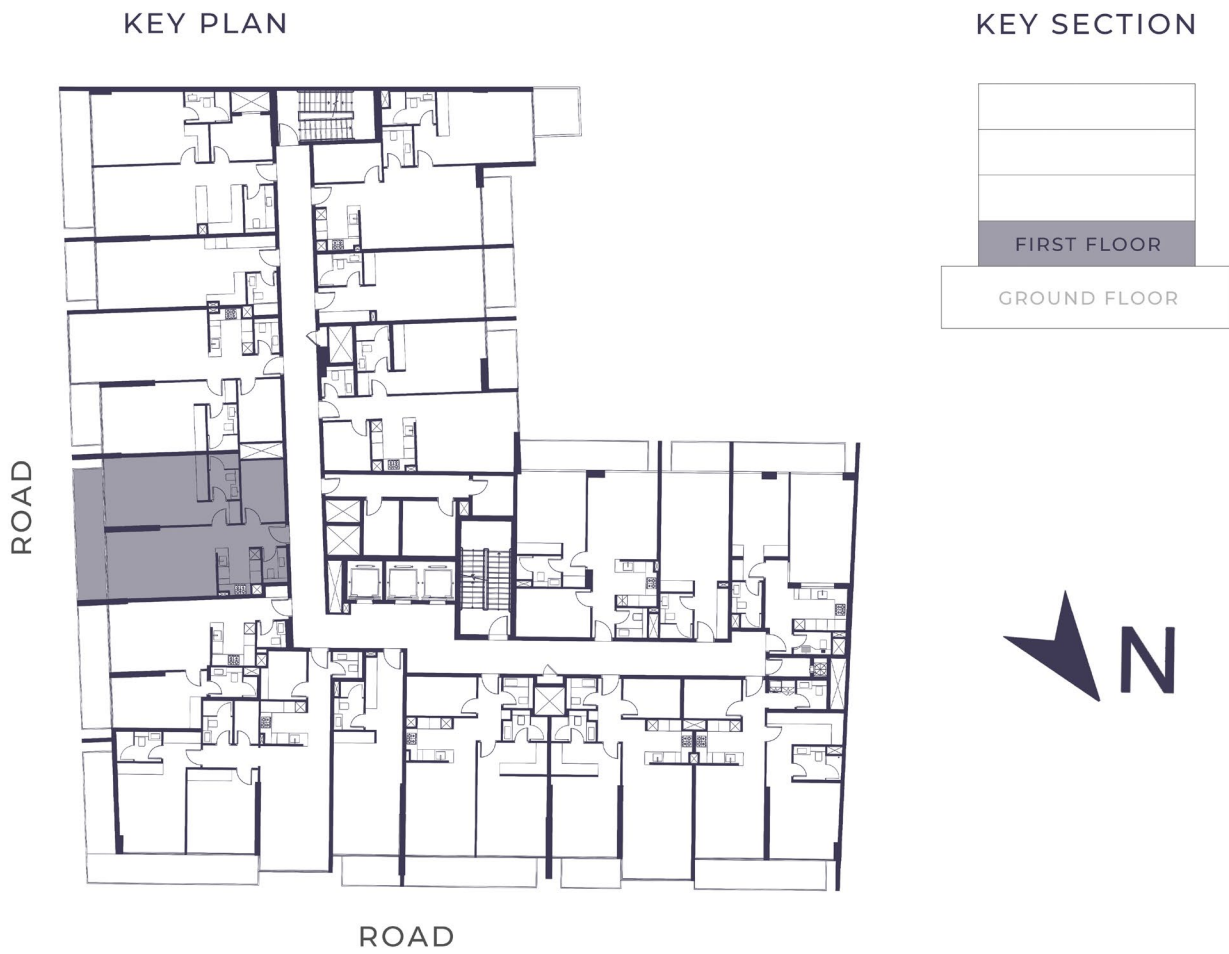 KEY PLAN
KEY SECTION
FIRST FLOOR
GROUND FLOOR
ROAD
N
ROAD